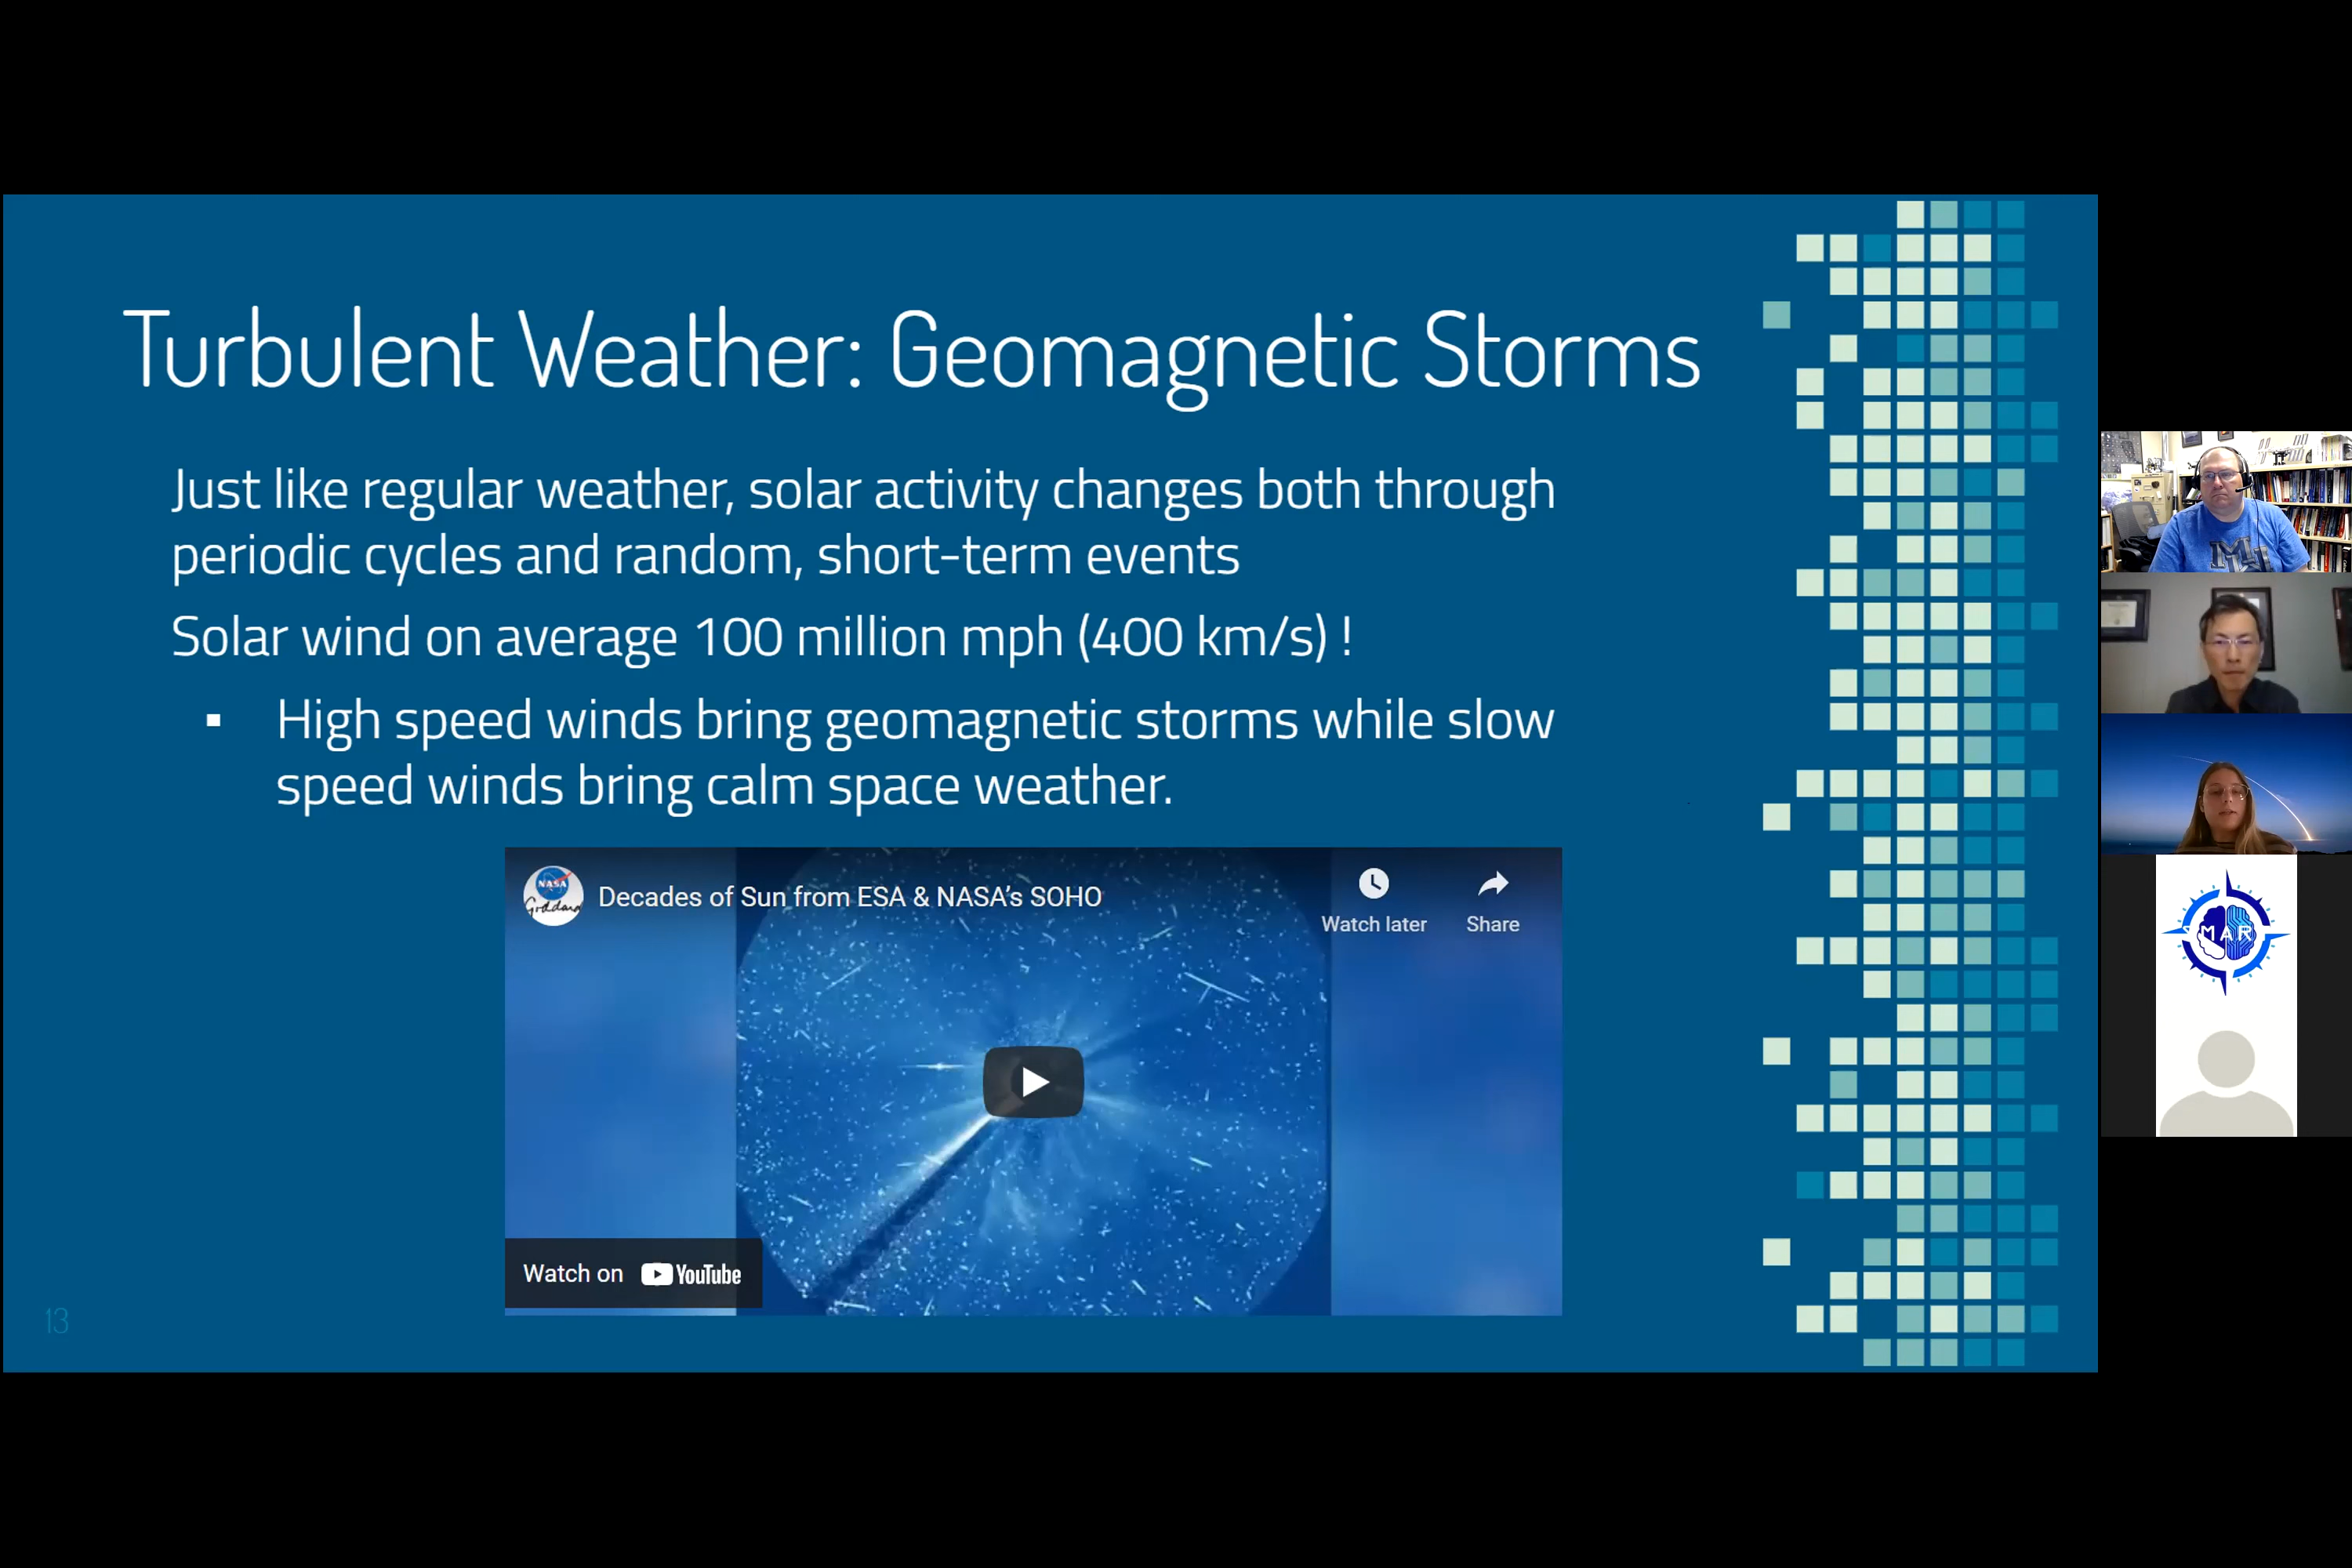 Turbulent Weather: Geomagnetic Storms
Just like regular weather, solar activity changes both through
periodic cycles and random, short-term events
Solar wind on average 100 million mph (400 km/s) !
▪ High speed winds bring geomagnetic storms while slow
speed winds bring calm space weather.
NASA
Goddard
Decades of Sun from ESA & NASA's SOHO
Watch later
Share
Watch on YouTube
13